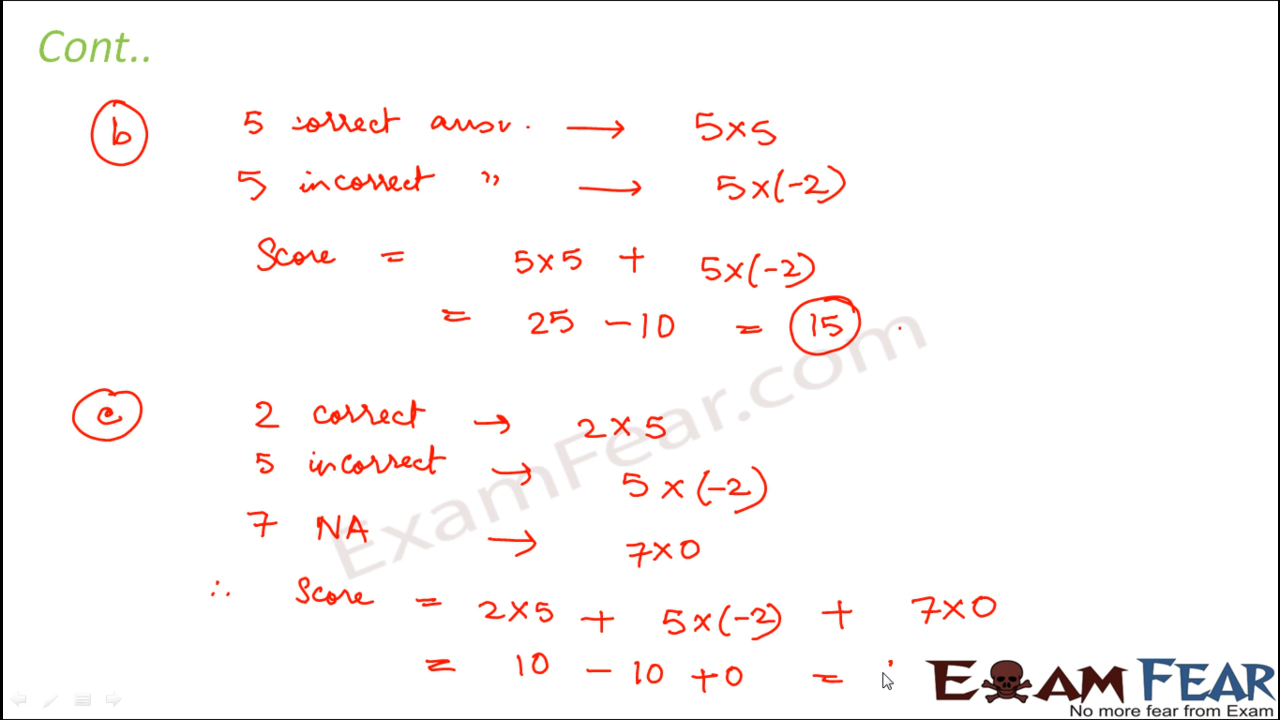 Cont..
b 5 correct answ. → 5×5
5 incorrect " → 5×(-2)
Score = 5×5 + 5×(-2)
= 25 - 10 = 15
c 2 correct → 2×5
5 incorrect → 5×(-2)
7 NA → 7×0
∴ Score = 2×5 + 5×(-2) + 7×0
= 10 - 10 + 0 =
ExamFear.com
EXAM FEAR
No more fear from Exam